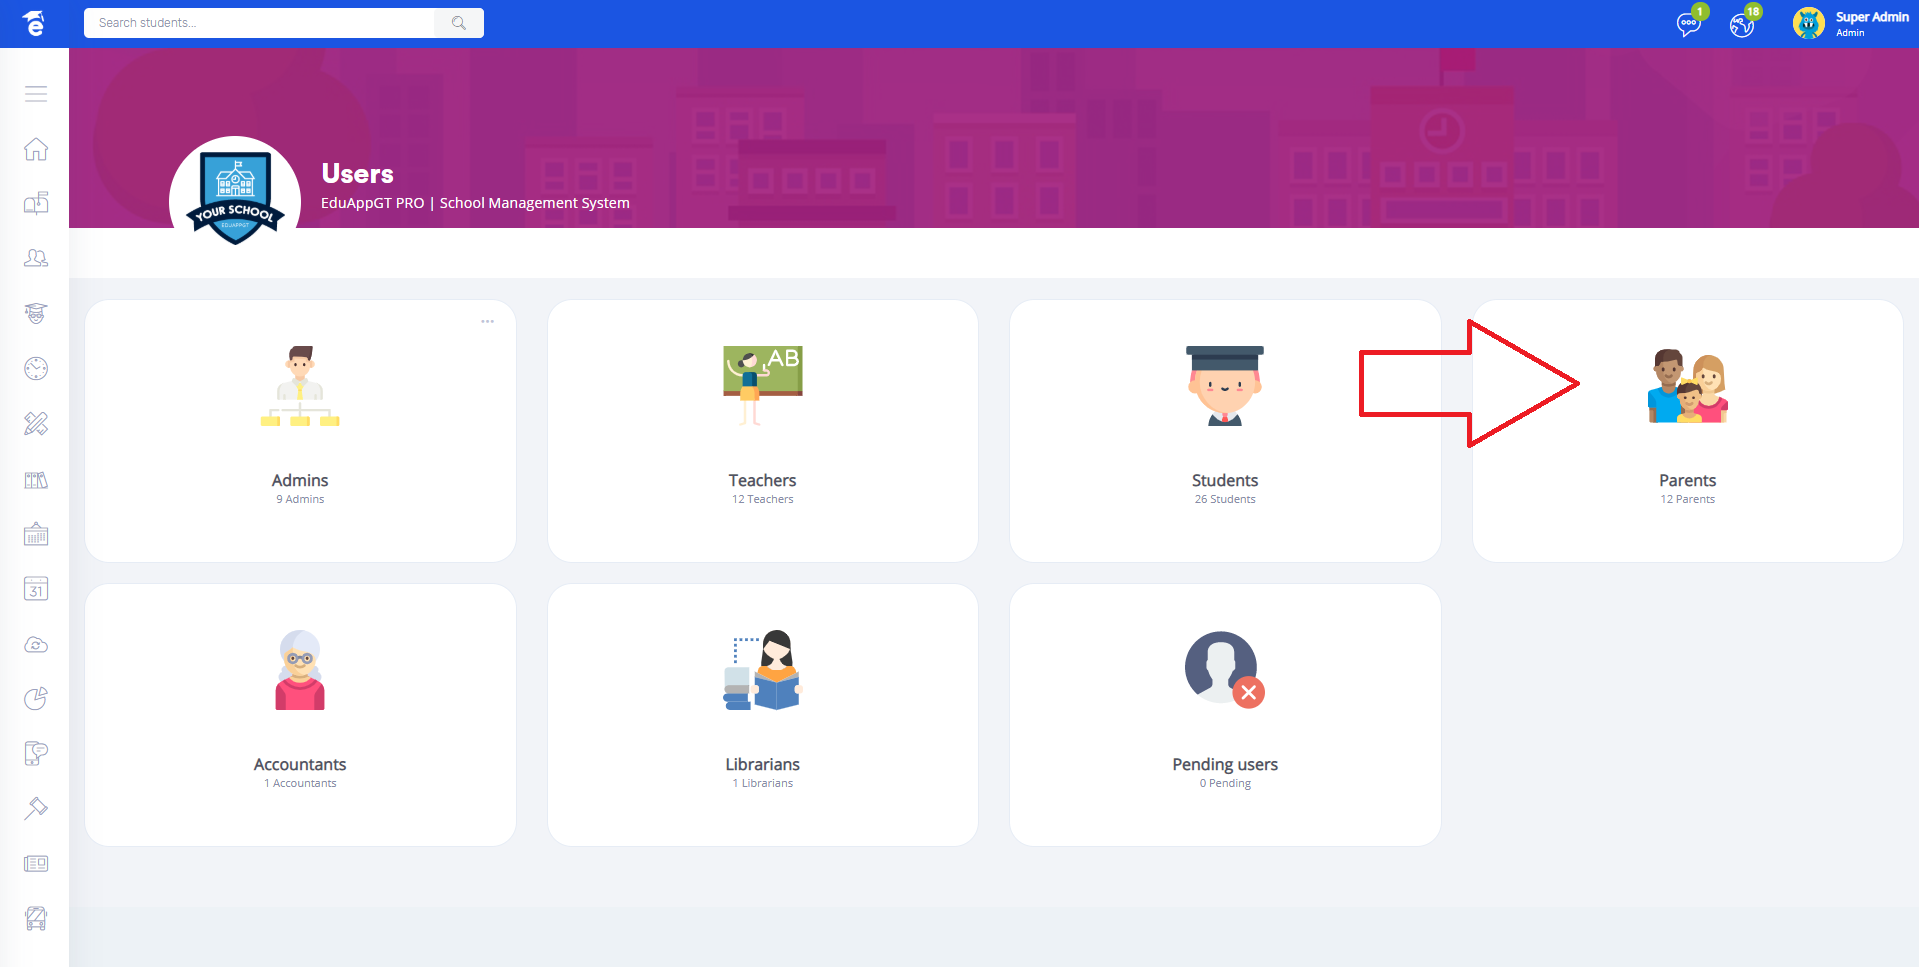 Search students...
1
18
Super Admin
Admin
YOUR SCHOOL
EDUAPPGT
Users
EduAppGT PRO | School Management System
Admins
9 Admins
AB
Teachers
12 Teachers
Students
26 Students
Parents
12 Parents
31
Accountants
1 Accountants
Librarians
1 Librarians
Pending users
0 Pending